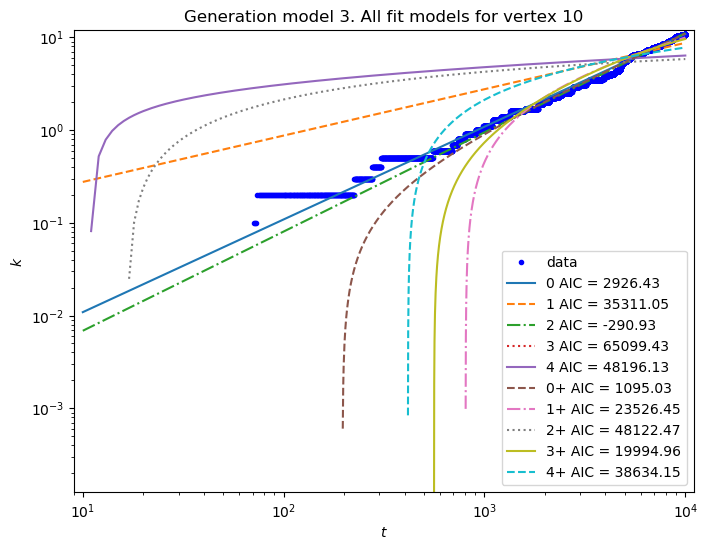 Generation model 3. All fit models for vertex 10
10¹
10⁰
10⁻¹
10⁻²
10⁻³
k
data
0 AIC = 2926.43
1 AIC = 35311.05
2 AIC = -290.93
3 AIC = 65099.43
4 AIC = 48196.13
0+ AIC = 1095.03
1+ AIC = 23526.45
2+ AIC = 48122.47
3+ AIC = 19994.96
4+ AIC = 38634.15
10¹ 10² 10³ 10⁴
t